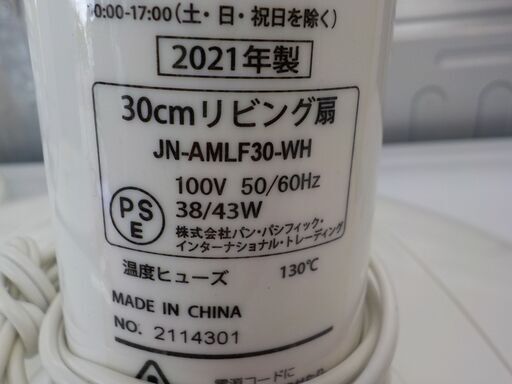 0:00-17:00(土・日・祝日を除く)
2021年製
30cmリビング扇
JN-AMLF30-WH
100V 50/60Hz
38/43W
PS
E
株式会社パン・パシフィック・
インターナショナル・トレーディング
温度ヒューズ 130℃
MADE IN CHINA
NO. 2114301
電源コードに